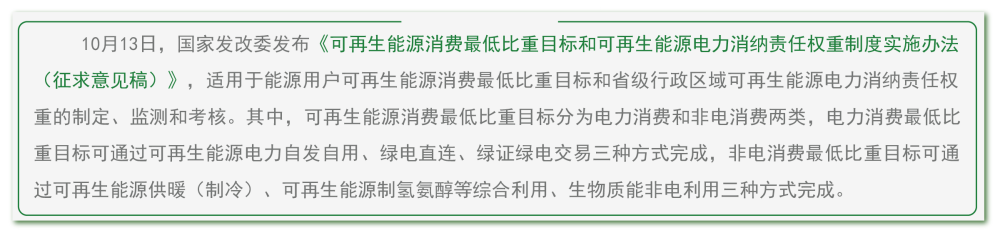 10月13日，国家发改委发布《可再生能源消费最低比重目标和可再生能源电力消纳责任权重制度实施办法
（征求意见稿）》，适用于能源用户可再生能源消费最低比重目标和省级行政区域可再生能源电力消纳责任权
重的制定、监测和考核。其中，可再生能源消费最低比重目标分为电力消费和非电消费两类，电力消费最低比
重目标可通过可再生能源电力自发自用、绿电直连、绿证绿电交易三种方式完成，非电消费最低比重目标可通
过可再生能源供暖（制冷）、可再生能源制氢氨醇等综合利用、生物质能非电利用三种方式完成。